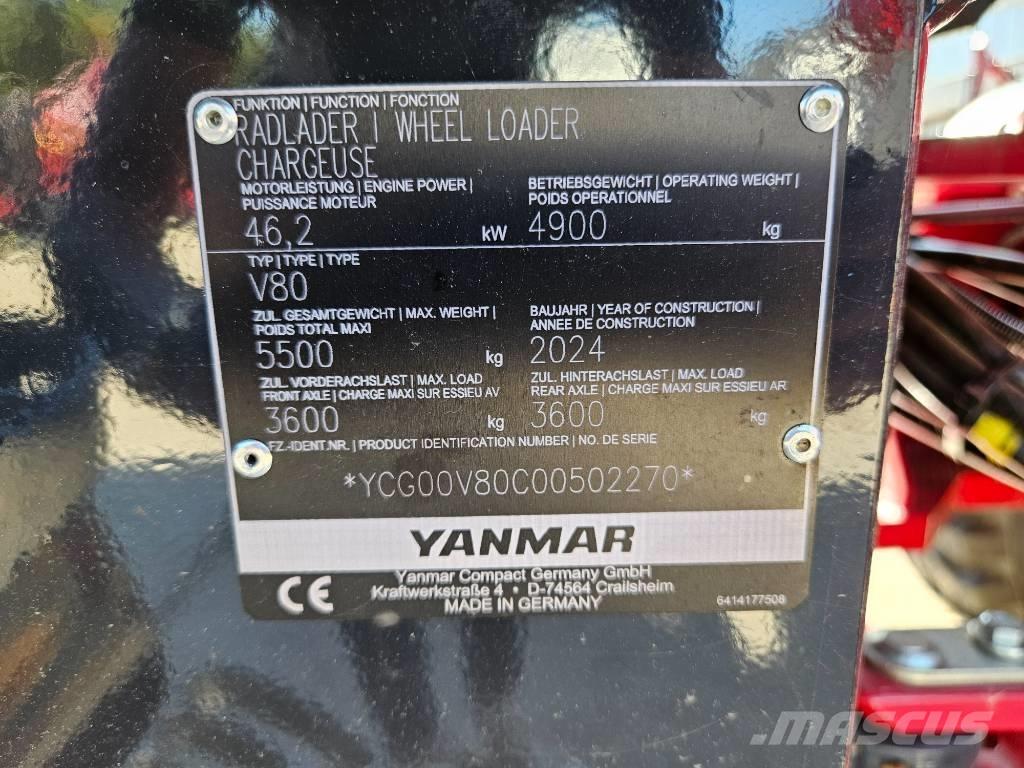 FUNKTION | FUNCTION | FONCTION
RADLADER | WHEEL LOADER
CHARGEUSE
MOTORLEISTUNG | ENGINE POWER |
PUISSANCE MOTEUR
46,2 kW
BETRIEBSGEWICHT | OPERATING WEIGHT |
POIDS OPERATIONNEL
4900 kg
TYP | TYPE | TYPE
V80
ZUL. GESAMTGEWICHT | MAX. WEIGHT |
POIDS TOTAL MAXI
5500 kg
BAUJAHR | YEAR OF CONSTRUCTION |
ANNEE DE CONSTRUCTION
2024
ZUL. VORDERACHSLAST | MAX. LOAD
FRONT AXLE | CHARGE MAXI SUR ESSIEU AV
3600 kg
ZUL. HINTERACHSLAST | MAX. LOAD
REAR AXLE | CHARGE MAXI SUR ESSIEU AR
3600 kg
FZ.-IDENT.NR. | PRODUCT IDENTIFICATION NUMBER | NO. DE SERIE
*YCG00V80C00502270*
YANMAR
CE
Yanmar Compact Germany GmbH
Kraftwerkstraße 4 • D-74564 Crailsheim
MADE IN GERMANY
6414177508
MASCUS